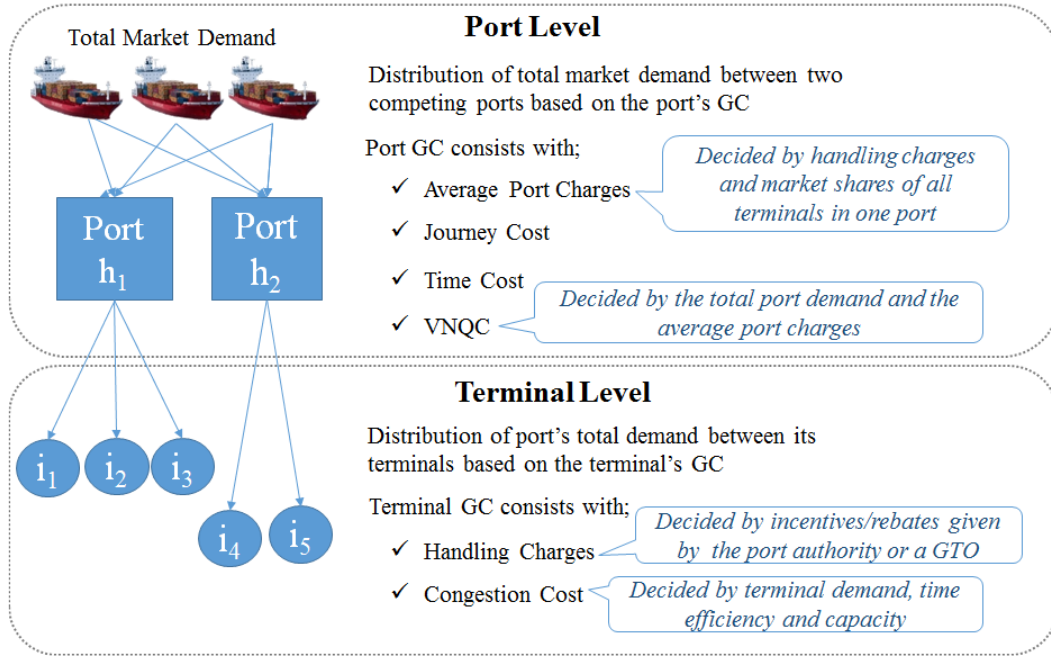 Port Level
Total Market Demand
Distribution of total market demand between two
competing ports based on the port's GC
Port GC consists with;
✓ Average Port Charges
Decided by handling charges
and market shares of all
terminals in one port
✓ Journey Cost
✓ Time Cost
✓ VNQC
Decided by the total port demand and the
average port charges
Port
h₁
Port
h₂
Terminal Level
Distribution of port's total demand between its
terminals based on the terminal's GC
Terminal GC consists with;
✓ Handling Charges
Decided by incentives/rebates given
by the port authority or a GTO
✓ Congestion Cost
Decided by terminal demand, time
efficiency and capacity
i₁
i₂
i₃
i₄
i₅